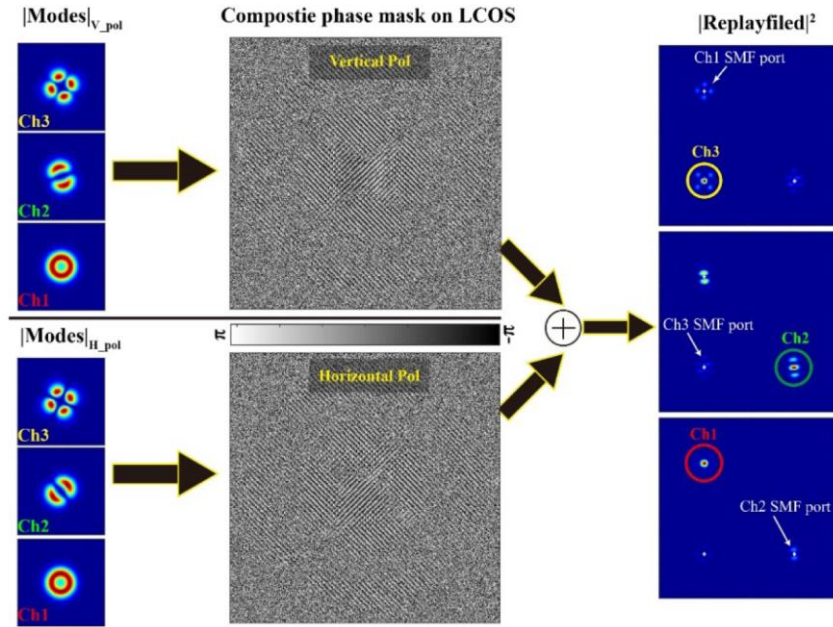 |Modes|V_pol
Compostie phase mask on LCOS
|Replayfiled|²
Vertical Pol
Ch3
Ch2
Ch1
Ch1 SMF port
Ch3
Ch3 SMF port
Ch2
Ch1
Ch2 SMF port
|Modes|H_pol
π
-π
Horizontal Pol
Ch3
Ch2
Ch1